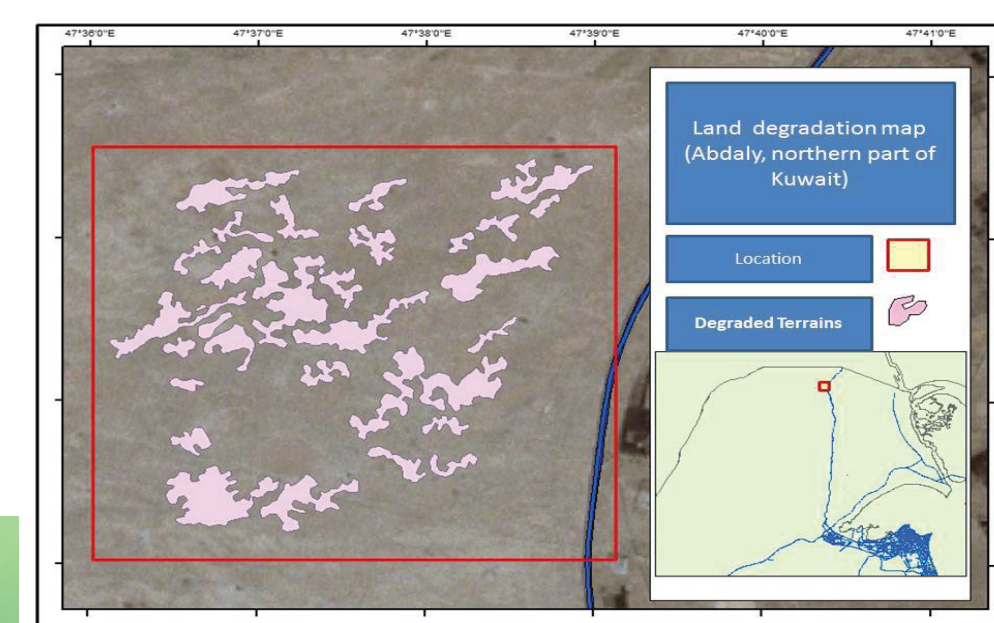 47°36'0"E 47°37'0"E 47°38'0"E 47°39'0"E 47°40'0"E 47°41'0"E
Land degradation map
(Abdaly, northern part of
Kuwait)
Location
Degraded Terrains